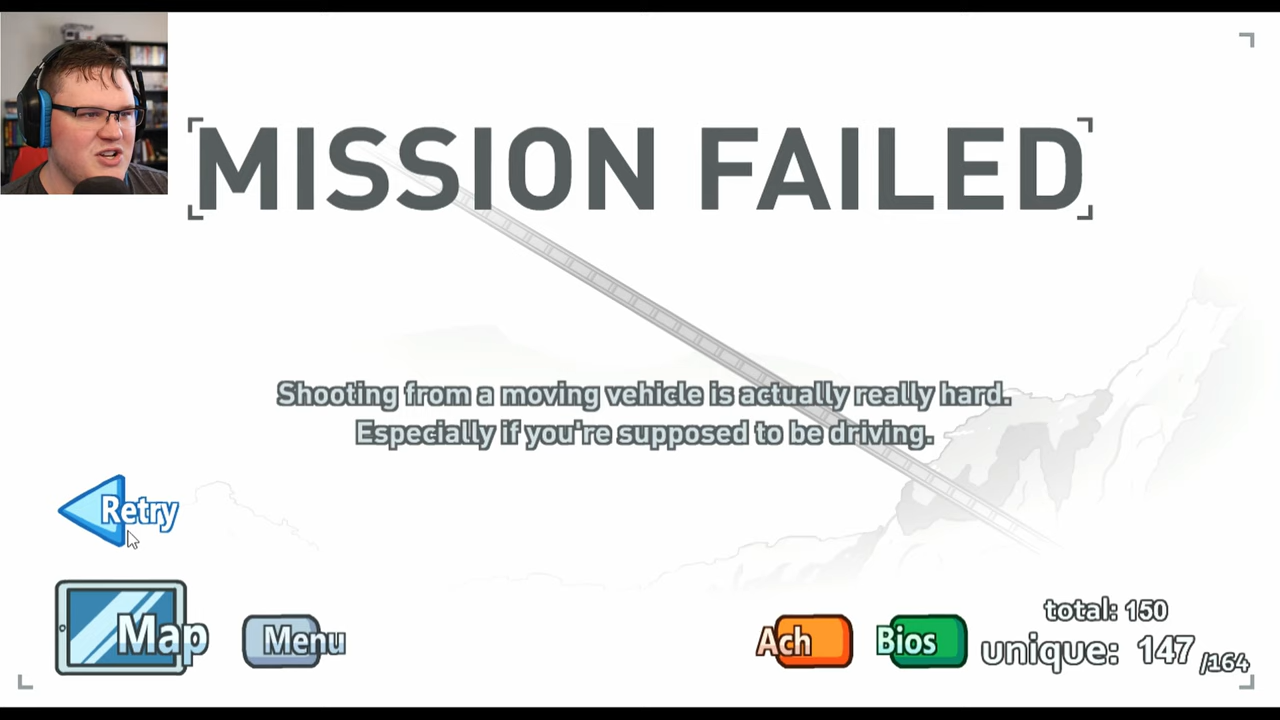 MISSION FAILED
Shooting from a moving vehicle is actually really hard.
Especially if you're supposed to be driving.
Retry
Map
Menu
Ach
Bios
total: 150
unique: 147 /164